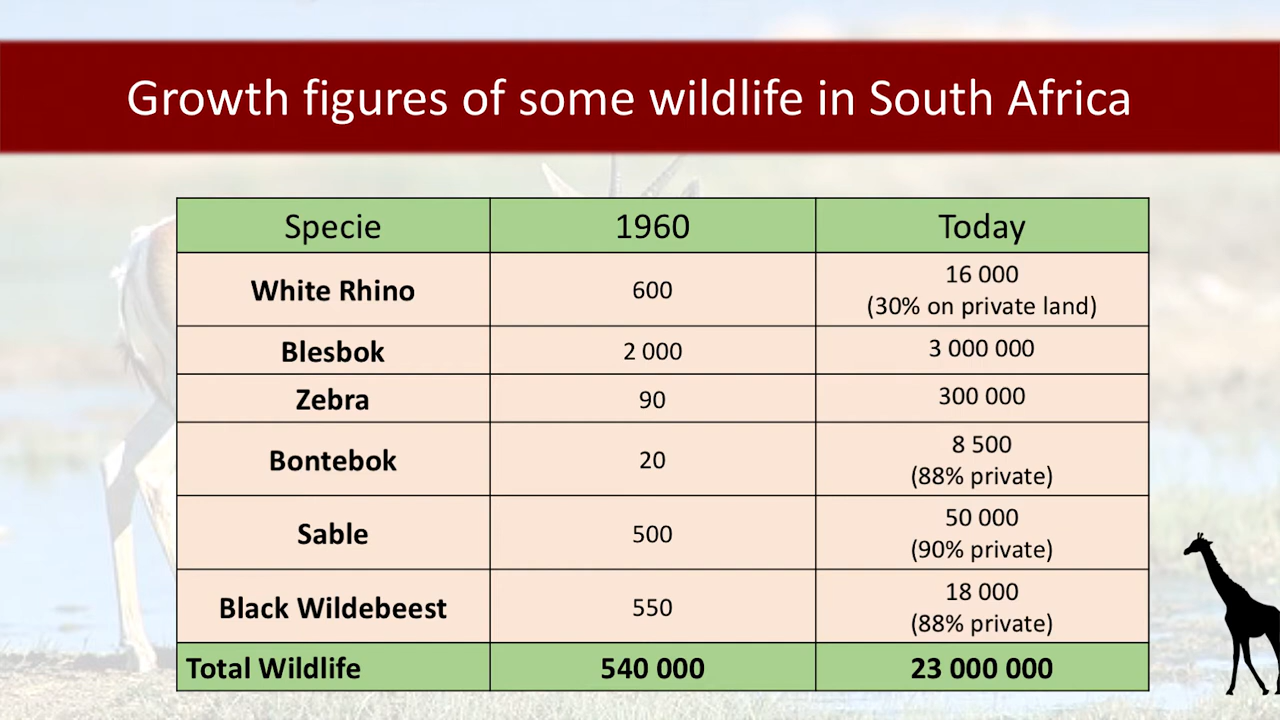 Growth figures of some wildlife in South Africa
Specie 1960 Today
White Rhino 600 16 000
(30% on private land)
Blesbok 2 000 3 000 000
Zebra 90 300 000
Bontebok 20 8 500
(88% private)
Sable 500 50 000
(90% private)
Black Wildebeest 550 18 000
(88% private)
Total Wildlife 540 000 23 000 000